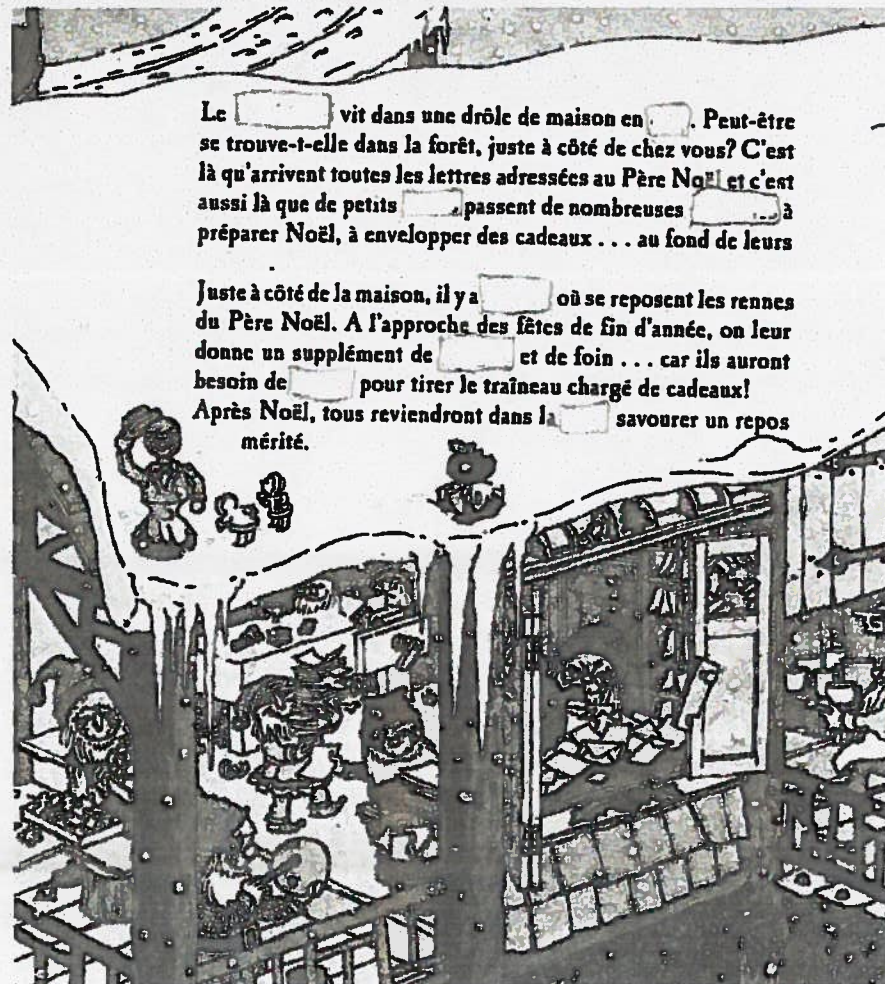 Le vit dans une drôle de maison en . Peut-être
se trouve-t-elle dans la forêt, juste à côté de chez vous? C'est
là qu'arrivent toutes les lettres adressées au Père Noël et c'est
aussi là que de petits passent de nombreuses à
préparer Noël, à envelopper des cadeaux . . . au fond de leurs
Juste à côté de la maison, il y a où se reposent les rennes
du Père Noël. A l'approche des fêtes de fin d'année, on leur
donne un supplément de et de foin . . . car ils auront
besoin de pour tirer le traîneau chargé de cadeaux!
Après Noël, tous reviendront dans la savourer un repos
mérité.